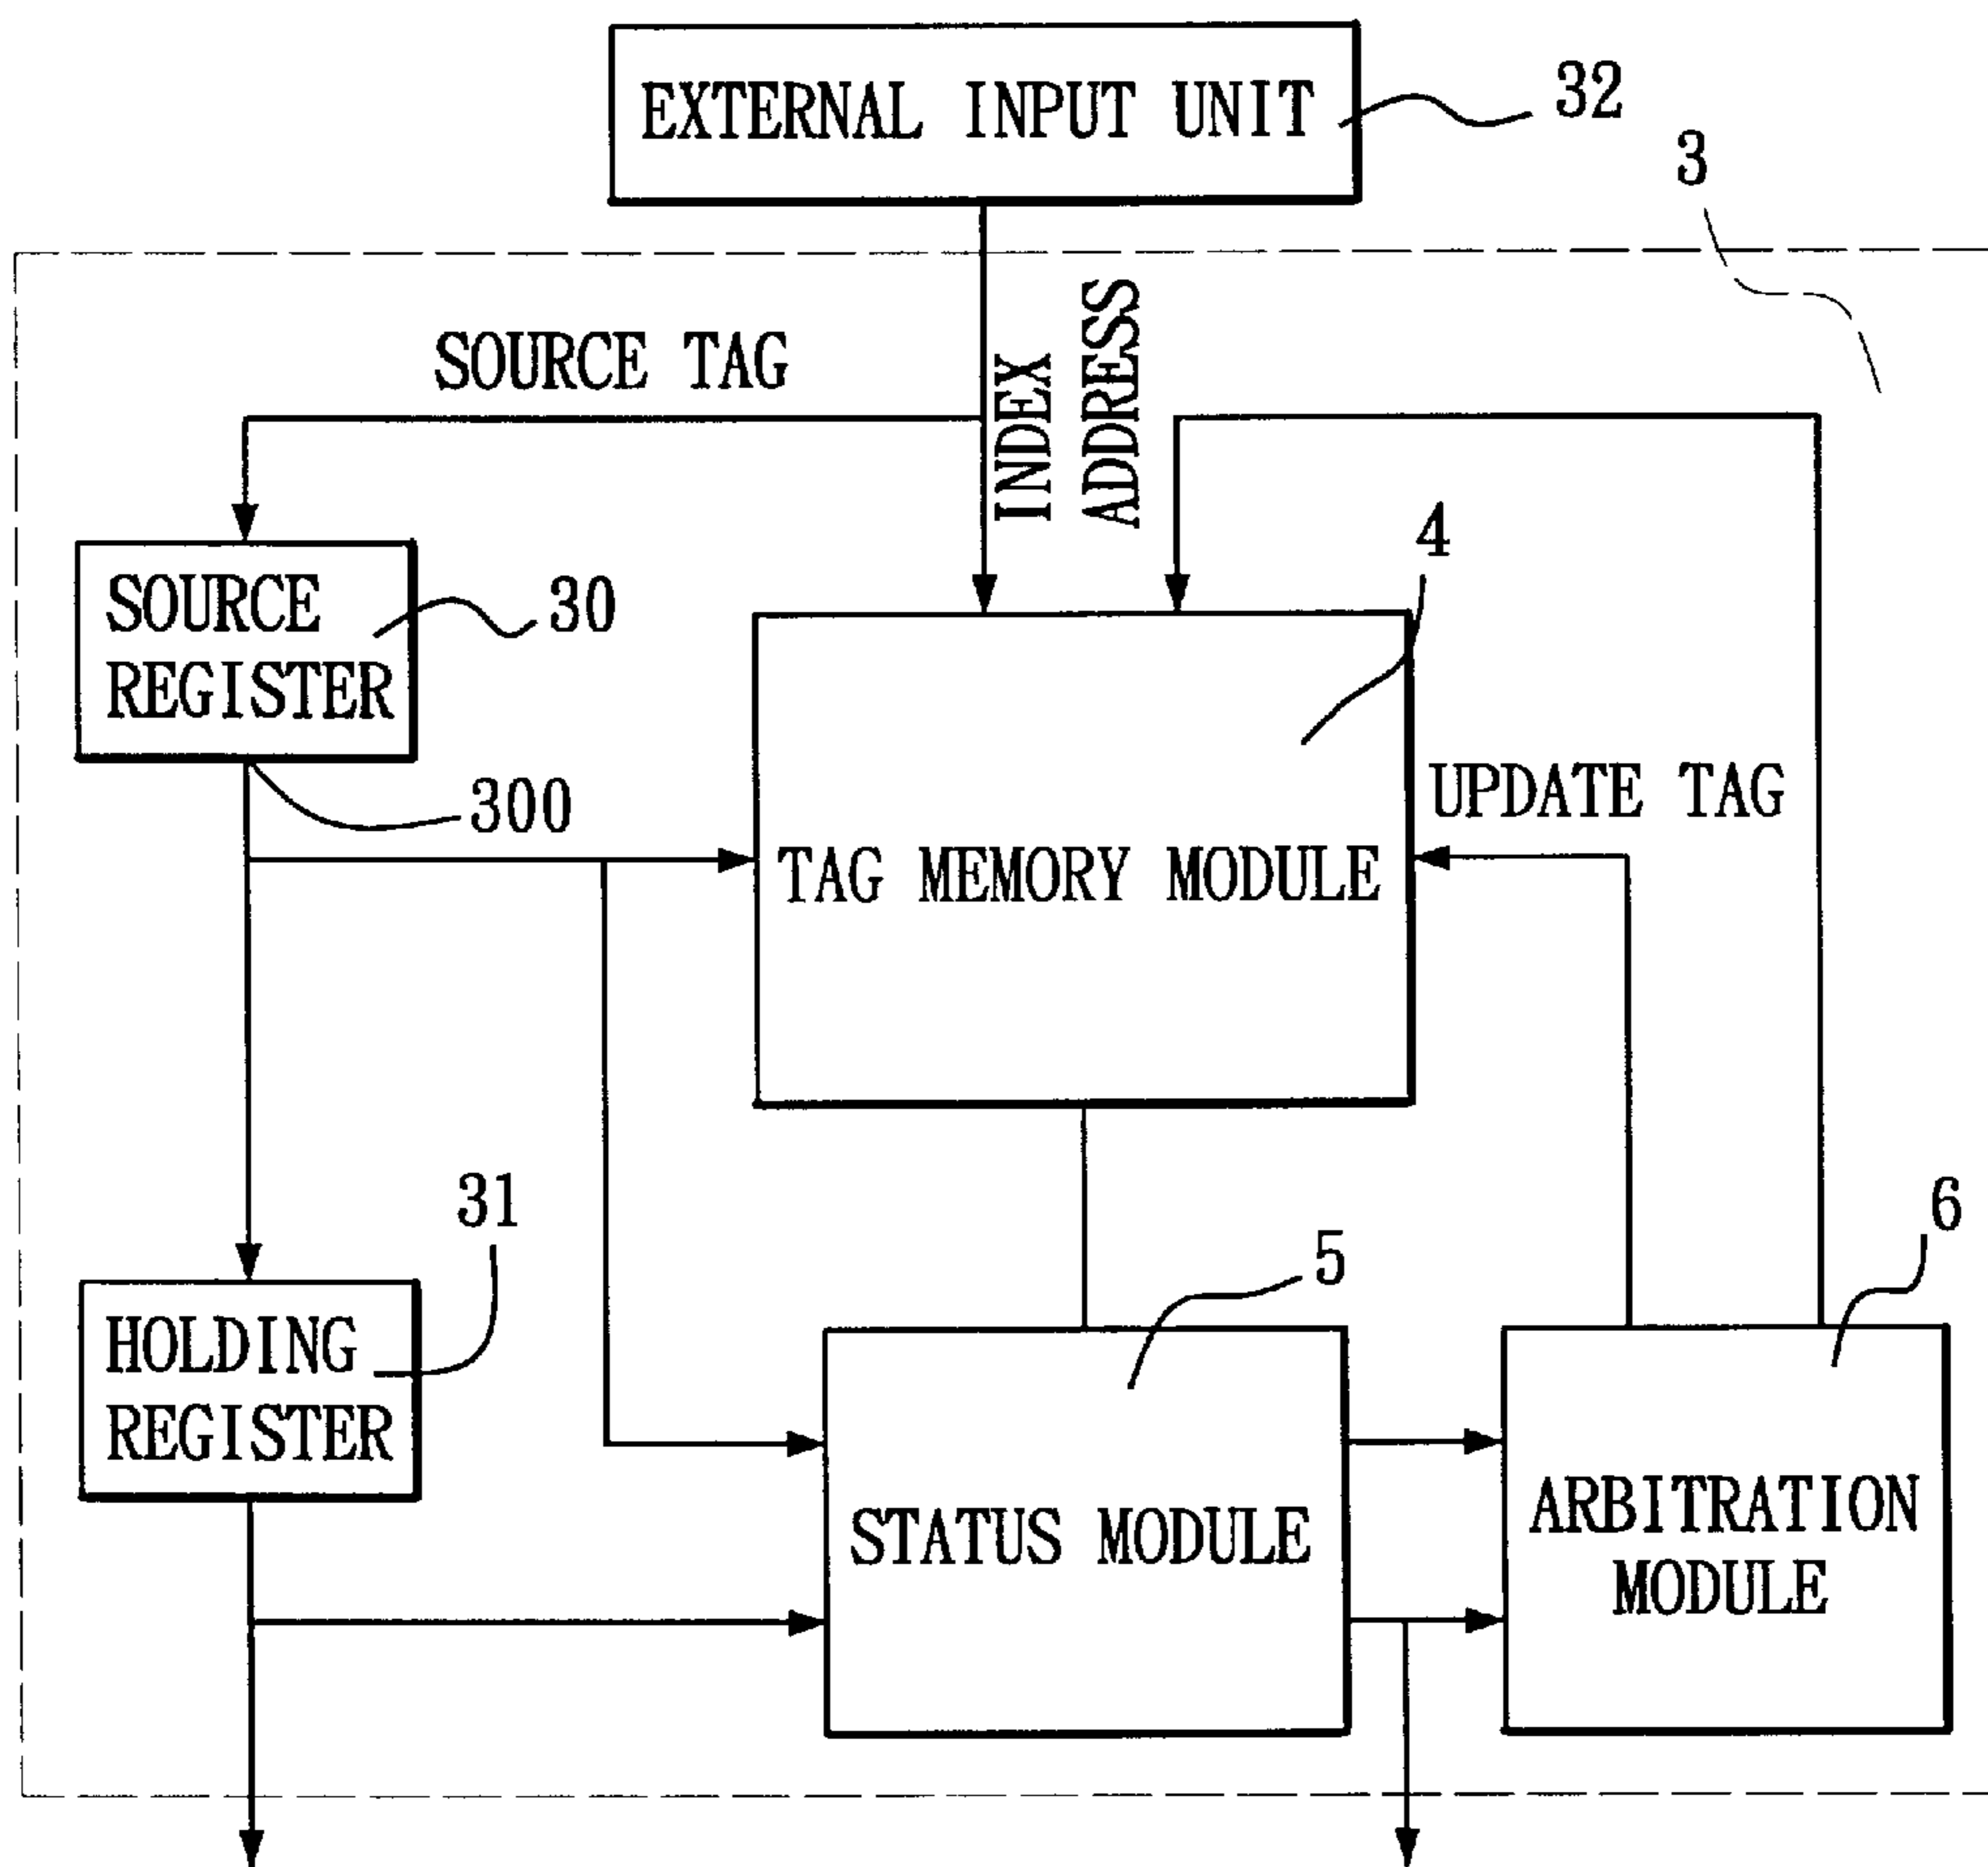 EXTERNAL INPUT UNIT
32
3
SOURCE TAG
INDEX
ADDRESS
SOURCE
REGISTER
30
4
300
UPDATE TAG
TAG MEMORY MODULE
31
5
6
HOLDING
REGISTER
STATUS MODULE
ARBITRATION
MODULE